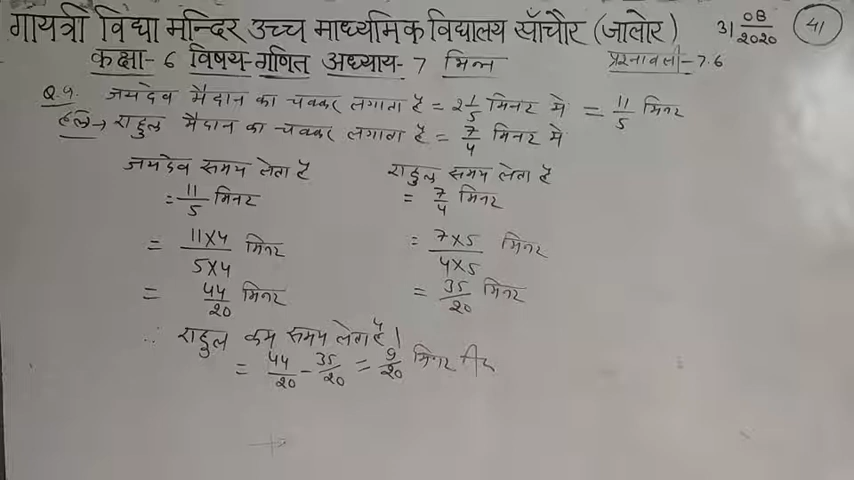 गायत्री विद्या मन्दिर उच्च माध्यमिक विद्यालय साँचौर (जालोर) 31 08/2020 41
कक्षा- 6 विषय-गणित अध्याय- 7 भिन्न प्रश्नावली-7.6
Q.4. जयदेव मैदान का चक्कर लगाता है = 2 1/5 मिनट में = 11/5 मिनट
हल→ राहुल मैदान का चक्कर लगाता है = 7/4 मिनट में
जयदेव समय लेता है राहुल समय लेता है
= 11/5 मिनट = 7/4 मिनट
= 11×4/5×4 मिनट = 7×5/4×5 मिनट
= 44/20 मिनट = 35/20 मिनट
∴ राहुल कम समय लेता है।
= 44/20 - 35/20 = 9/20 मिनट